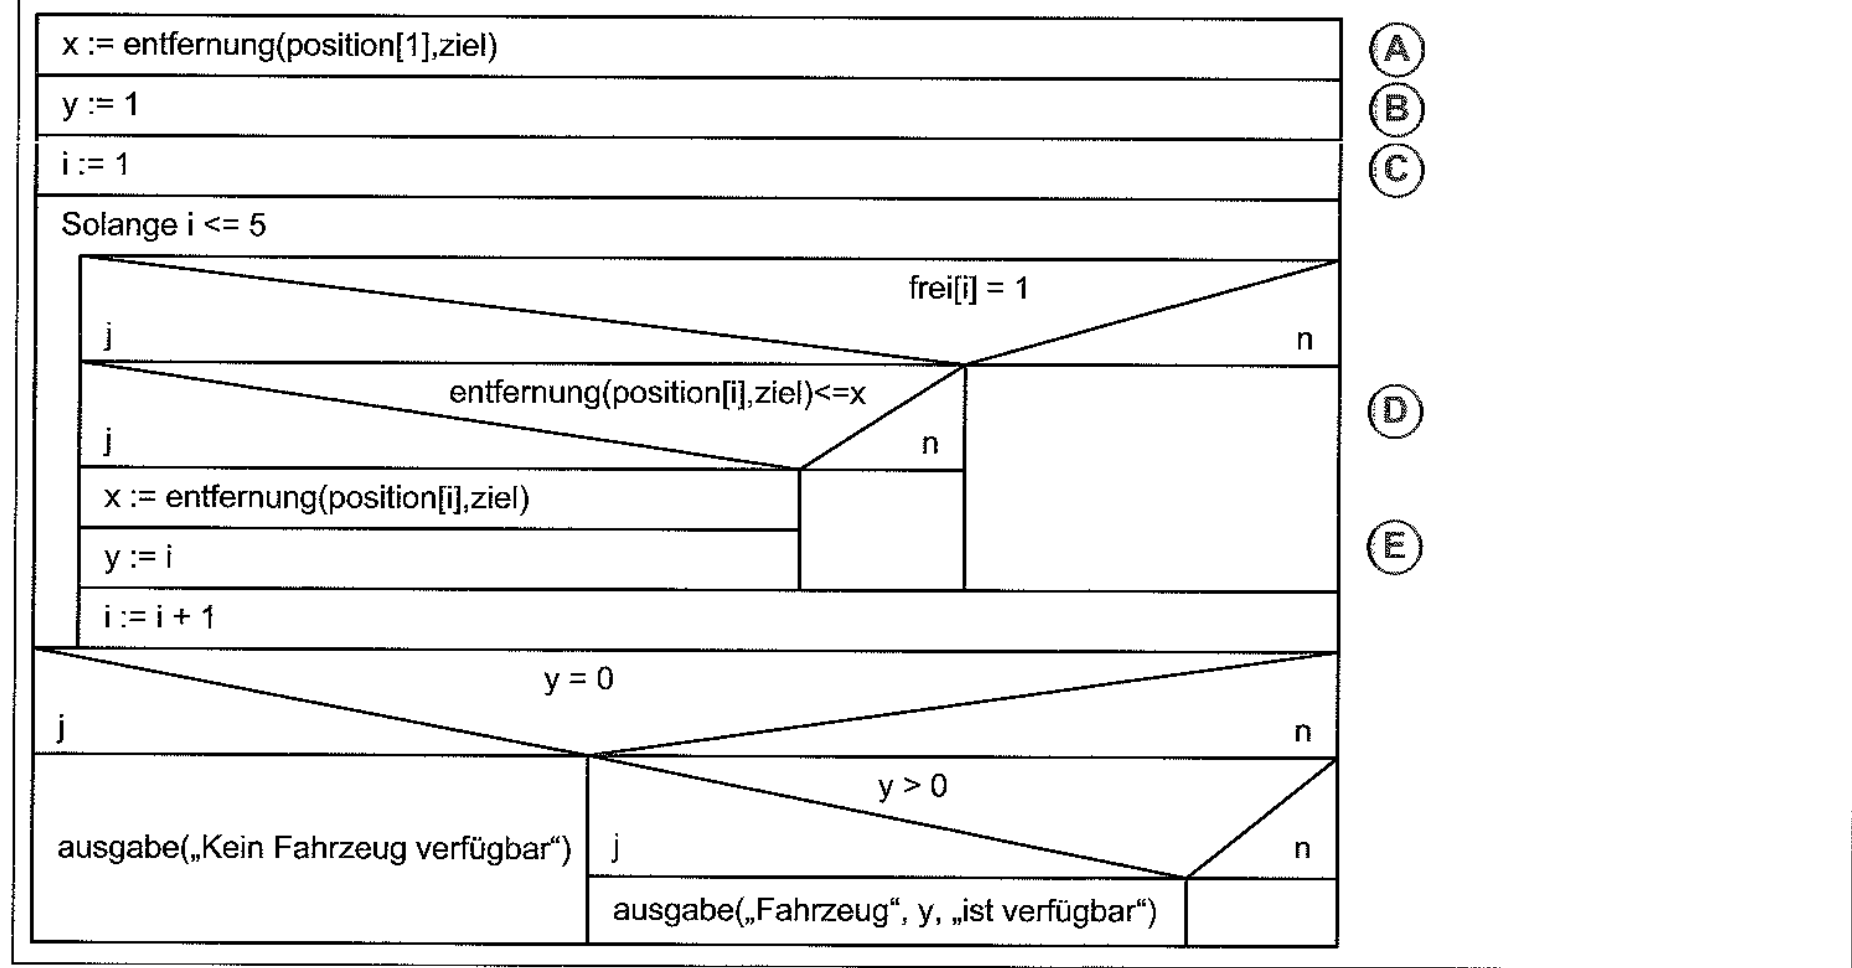 x := entfernung(position[1],ziel)
A
y := 1
B
i := 1
C
Solange i <= 5
frei[i] = 1
j
n
entfernung(position[i],ziel)<=x
D
j
n
x := entfernung(position[i],ziel)
y := i
E
i := i + 1
y = 0
j
n
y > 0
ausgabe(„Kein Fahrzeug verfügbar“)
j
n
ausgabe(„Fahrzeug“, y, „ist verfügbar“)